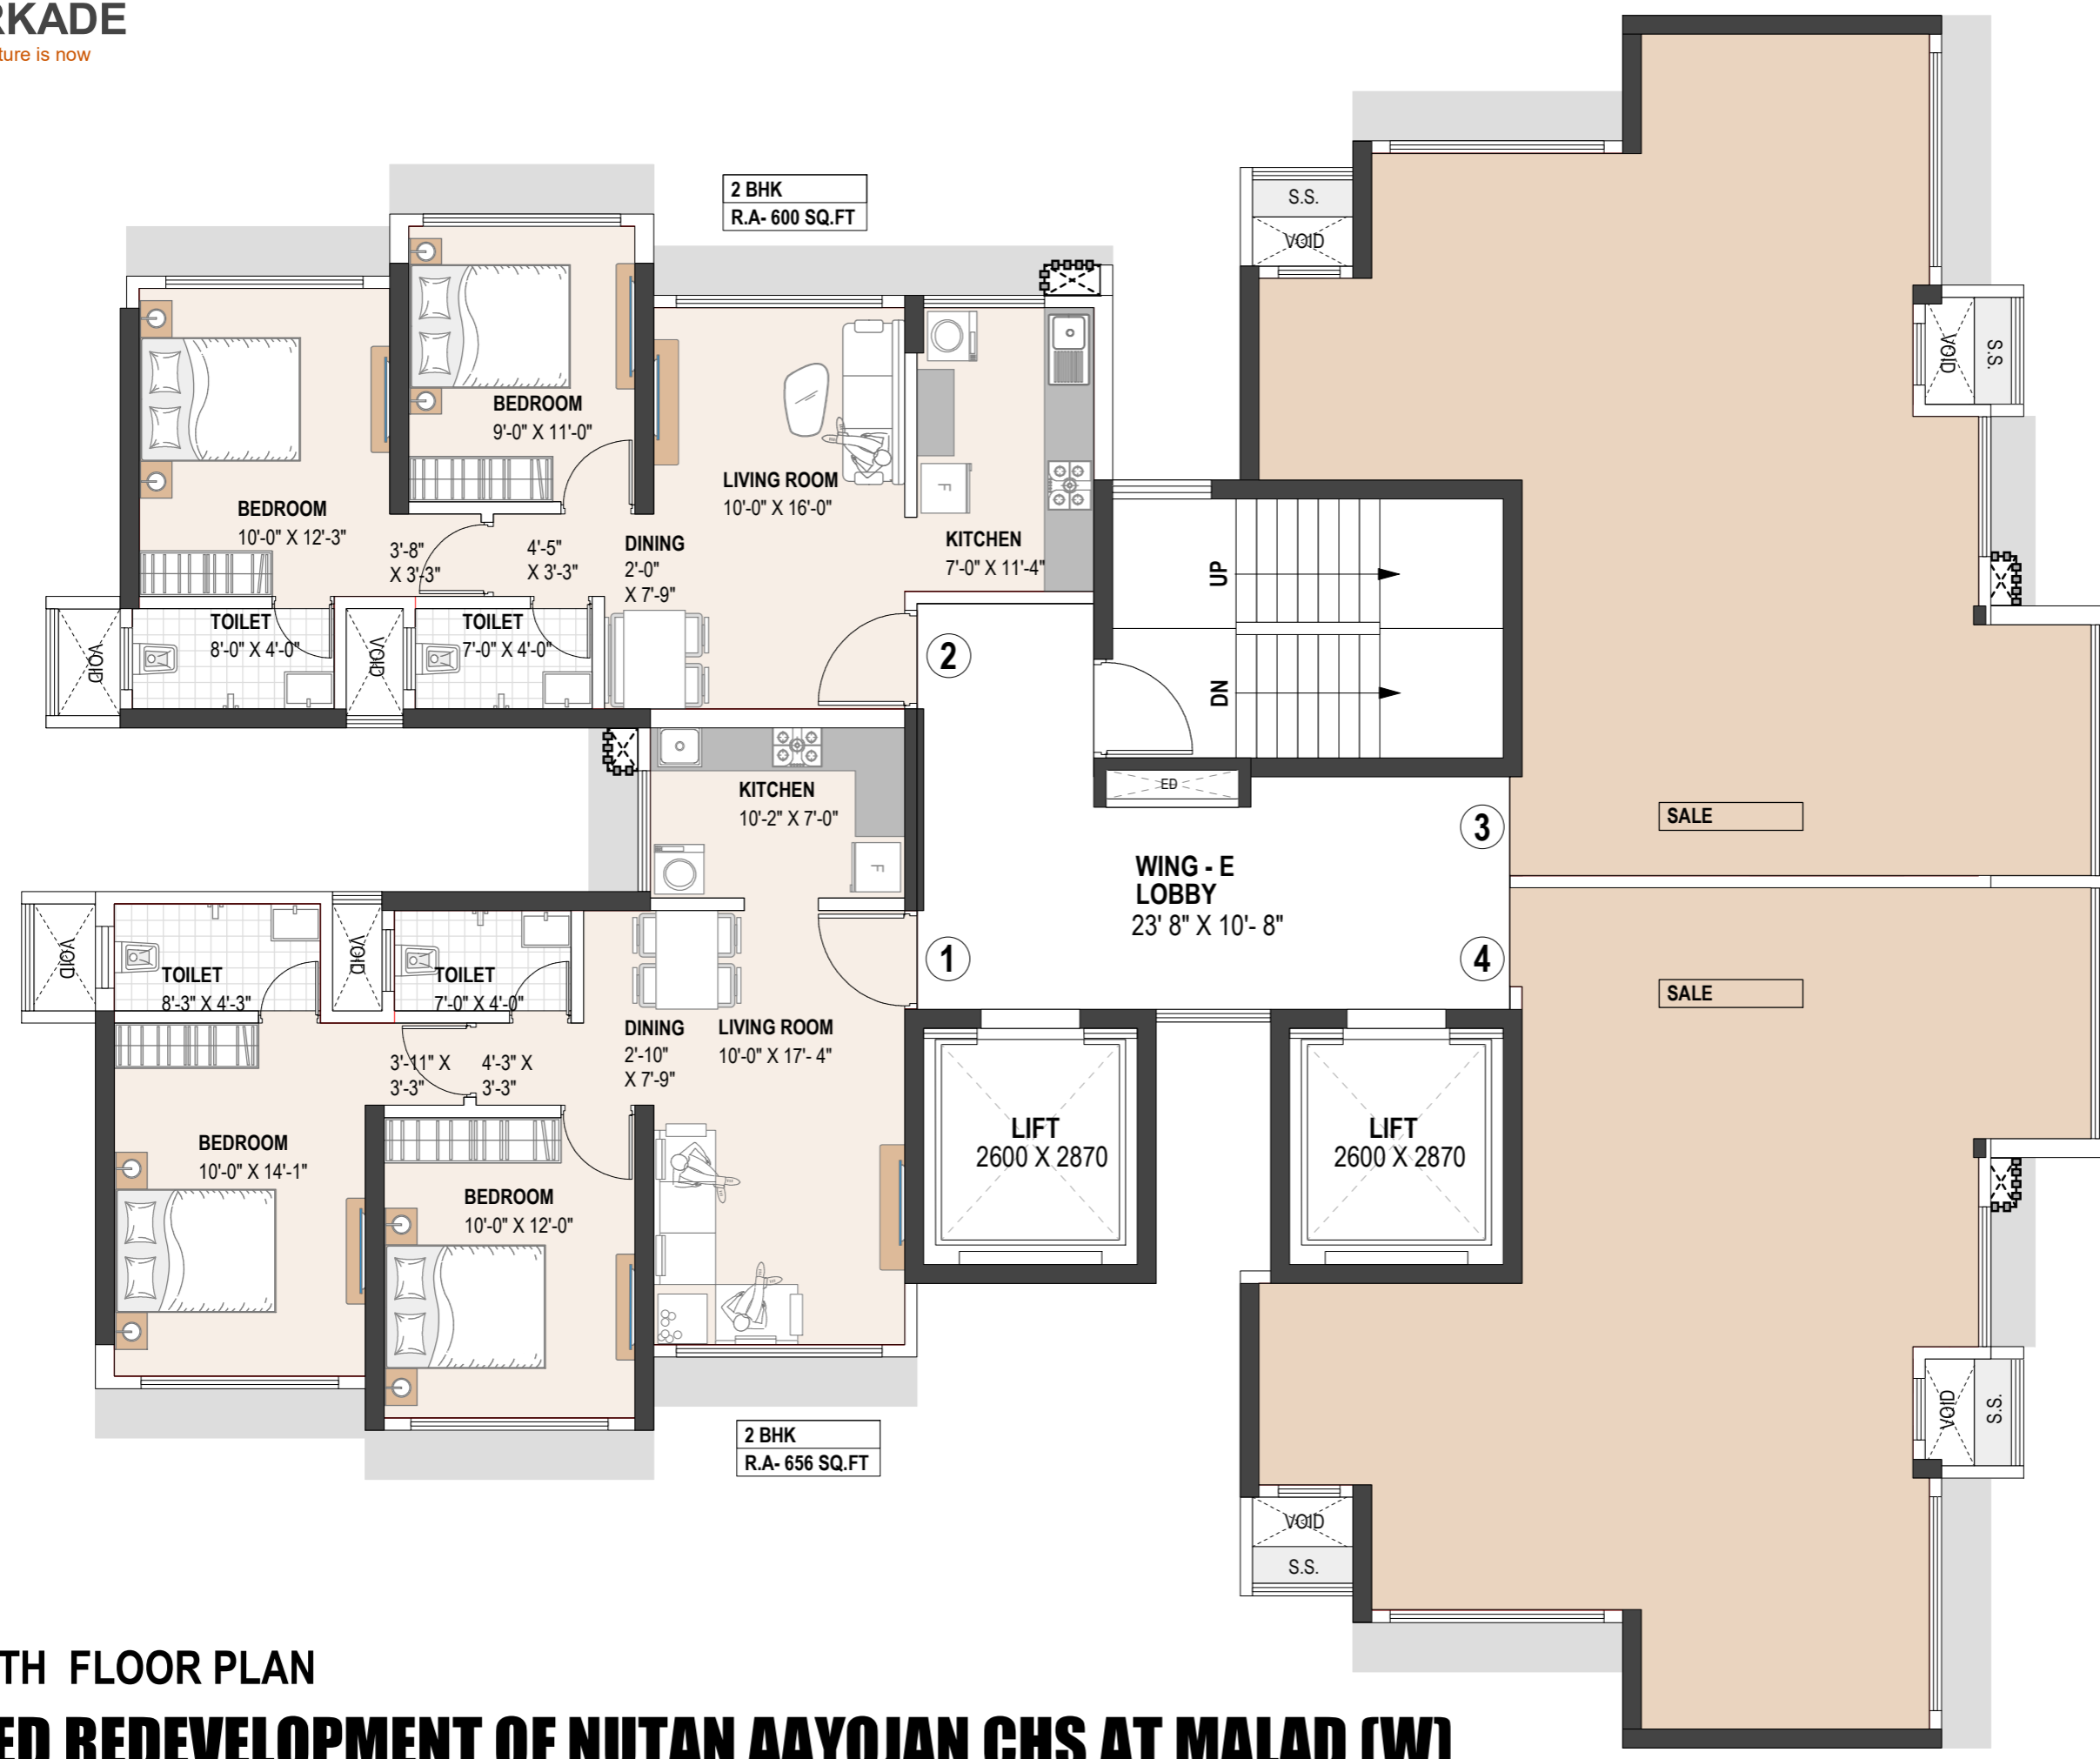 RKADE
ture is now
2 BHK
R.A- 600 SQ.FT
S.S.
VOID
VOID
S.S.
BEDROOM
9'-0" X 11'-0"
BEDROOM
10'-0" X 12'-3"
LIVING ROOM
10'-0" X 16'-0"
F
KITCHEN
7'-0" X 11'-4"
3'-8"
X 3'-3"
4'-5"
X 3'-3"
DINING
2'-0"
X 7'-9"
VOID
TOILET
8'-0" X 4'-0"
VOID
TOILET
7'-0" X 4'-0"
2
UP
DN
ED
KITCHEN
10'-2" X 7'-0"
F
WING - E
LOBBY
23' 8" X 10'- 8"
3
SALE
1
4
SALE
VOID
TOILET
8'-3" X 4'-3"
VOID
TOILET
7'-0" X 4'-0"
3'-11" X
3'-3"
4'-3" X
3'-3"
DINING
2'-10"
X 7'-9"
LIVING ROOM
10'-0" X 17'- 4"
LIFT
2600 X 2870
LIFT
2600 X 2870
BEDROOM
10'-0" X 14'-1"
BEDROOM
10'-0" X 12'-0"
2 BHK
R.A- 656 SQ.FT
VOID
S.S.
VOID
S.S.
TH FLOOR PLAN
ED REDEVELOPMENT OF NUTAN AAYOJAN CHS AT MALAD (W)